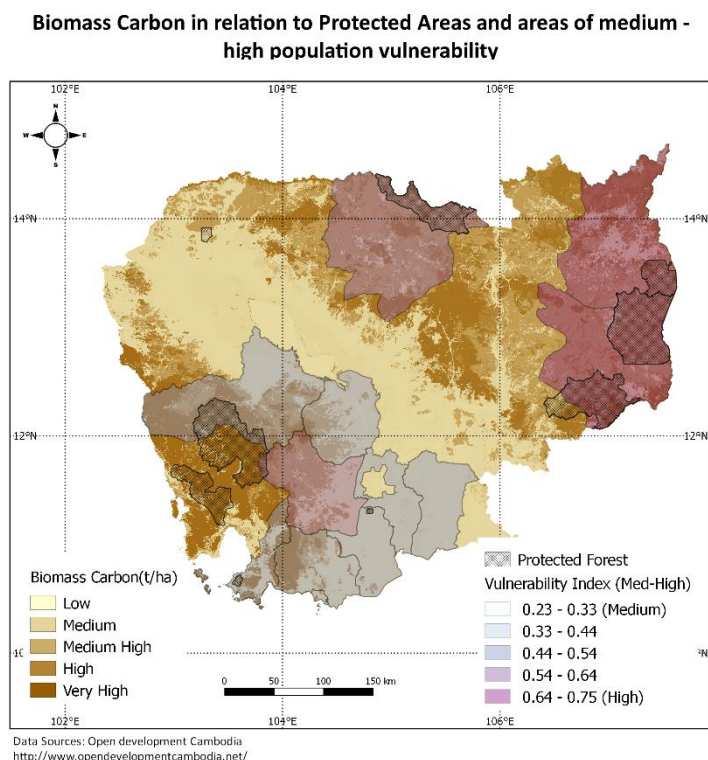 Biomass Carbon in relation to Protected Areas and areas of medium -
high population vulnerability
102°E 104°E 106°E
N
W E
S
14°N 14°N
12°N 12°N
Biomass Carbon(t/ha)
Low
Medium
Medium High
High
Very High
Protected Forest
Vulnerability Index (Med-High)
0.23 - 0.33 (Medium)
0.33 - 0.44
0.44 - 0.54
0.54 - 0.64
0.64 - 0.75 (High)
0 50 100 150 km
102°E 104°E 106°E
Data Sources: Open development Cambodia
http://www.opendevelopmentcambodia.net/